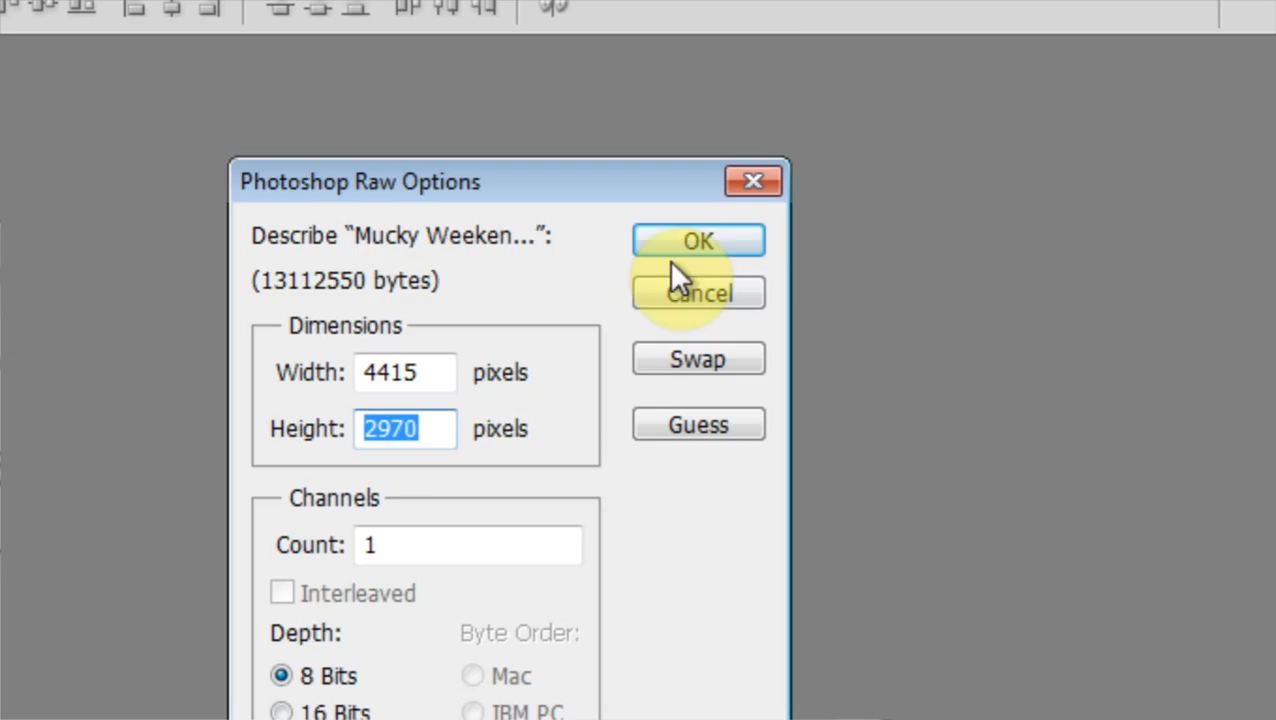 Photoshop Raw Options
Describe “Mucky Weeken...”:
(13112550 bytes)
OK
Cancel
Dimensions
Width: 4415 pixels
Swap
Height: 2970 pixels
Guess
Channels
Count: 1
Interleaved
Depth: Byte Order:
8 Bits Mac
16 Bits IBM PC